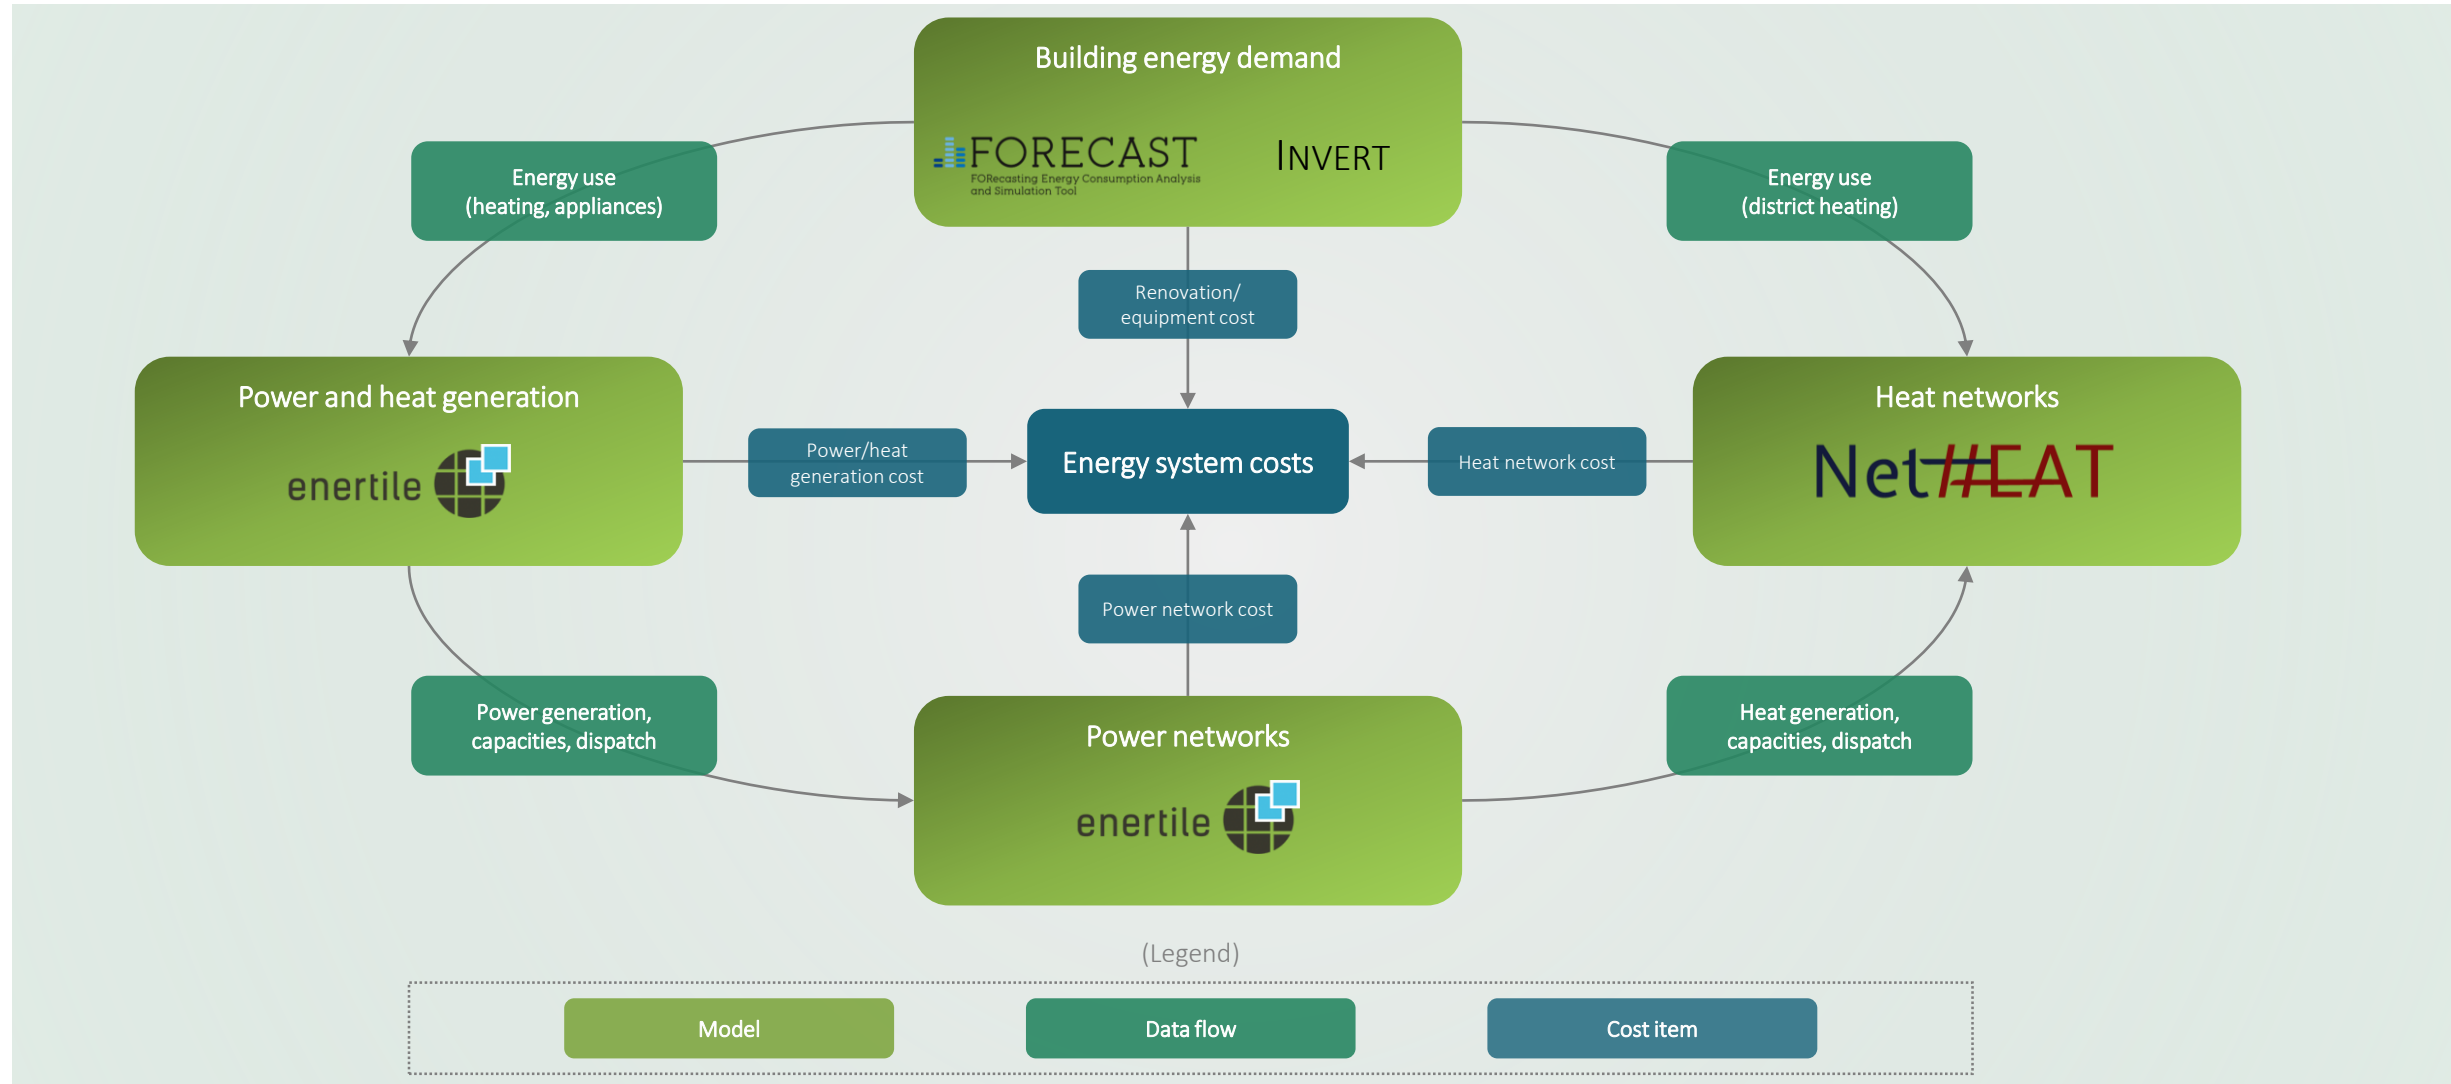 Building energy demand
FORECAST
FORecasting Energy Consumption Analysis
and Simulation Tool
INVERT
Energy use
(heating, appliances)
Energy use
(district heating)
Renovation/
equipment cost
Power and heat generation
enertile
Power/heat
generation cost
Energy system costs
Heat network cost
Heat networks
NetHEAT
Power network cost
Power generation,
capacities, dispatch
Power networks
enertile
Heat generation,
capacities, dispatch
(Legend)
Model
Data flow
Cost item